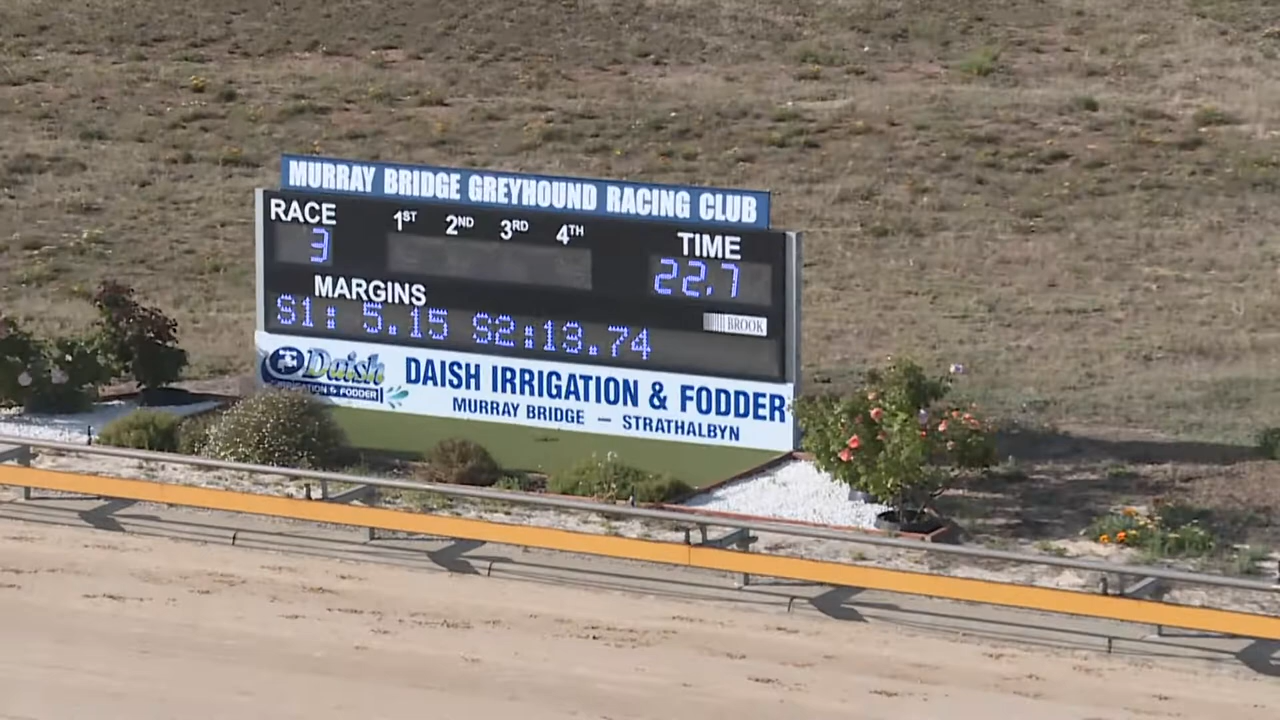 MURRAY BRIDGE GREYHOUND RACING CLUB
RACE 1ST 2ND 3RD 4TH TIME
3 22.7
MARGINS
S1: 5.15 S2:13.74
BROOK
Daish
IRRIGATION & FODDER
DAISH IRRIGATION & FODDER
MURRAY BRIDGE — STRATHALBYN